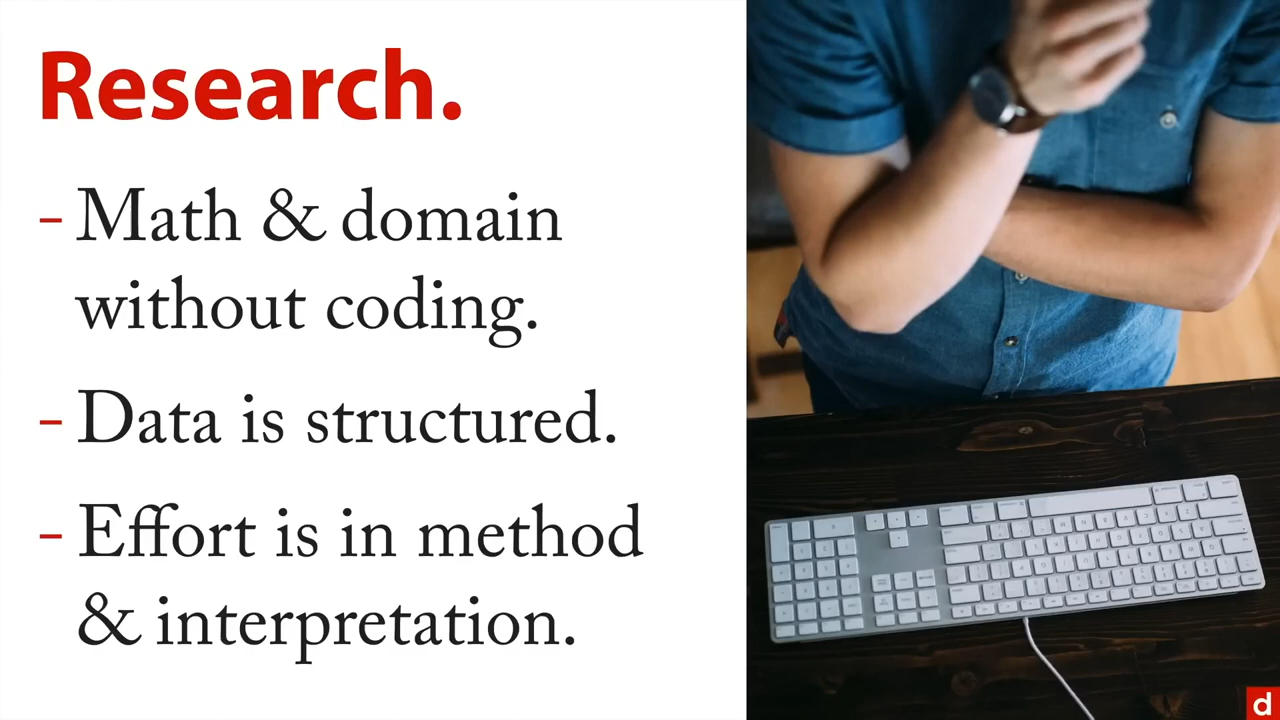 Research.
- Math & domain
without coding.
- Data is structured.
- Effort is in method
& interpretation.
d